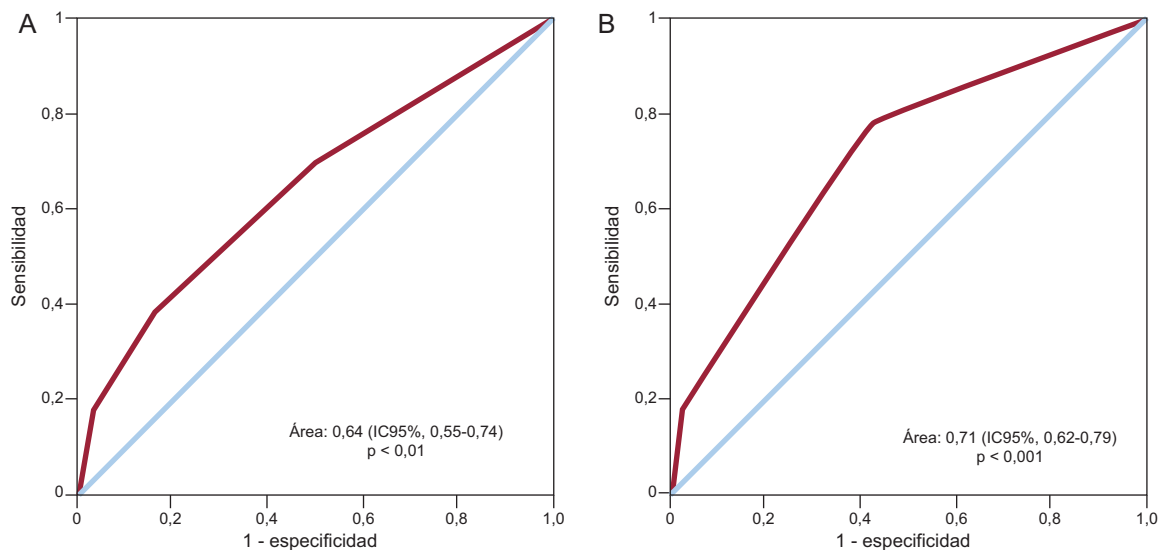 A
1
0,8
0,6
0,4
0,2
0
Sensibilidad
Área: 0,64 (IC95%, 0,55-0,74)
p < 0,01
0 0,2 0,4 0,6 0,8 1,0
1 - especificidad
B
1
0,8
0,6
0,4
0,2
0
Sensibilidad
Área: 0,71 (IC95%, 0,62-0,79)
p < 0,001
0 0,2 0,4 0,6 0,8 1,0
1 - especificidad